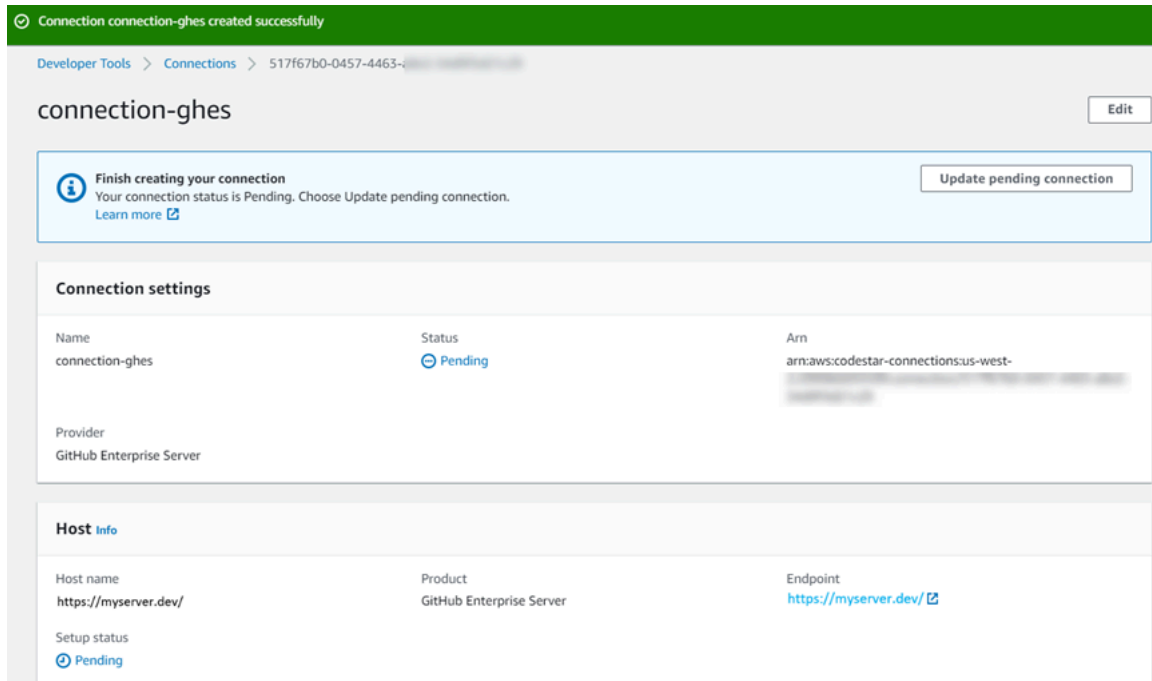 Connection connection-ghes created successfully
Developer Tools > Connections > 517f67b0-0457-4463-
connection-ghes
Edit
Finish creating your connection
Your connection status is Pending. Choose Update pending connection.
Learn more
Update pending connection
Connection settings
Name
Status
Arn
connection-ghes
Pending
arn:aws:codestar-connections:us-west-
Provider
GitHub Enterprise Server
Host Info
Host name
Product
Endpoint
https://myserver.dev/
GitHub Enterprise Server
https://myserver.dev/
Setup status
Pending